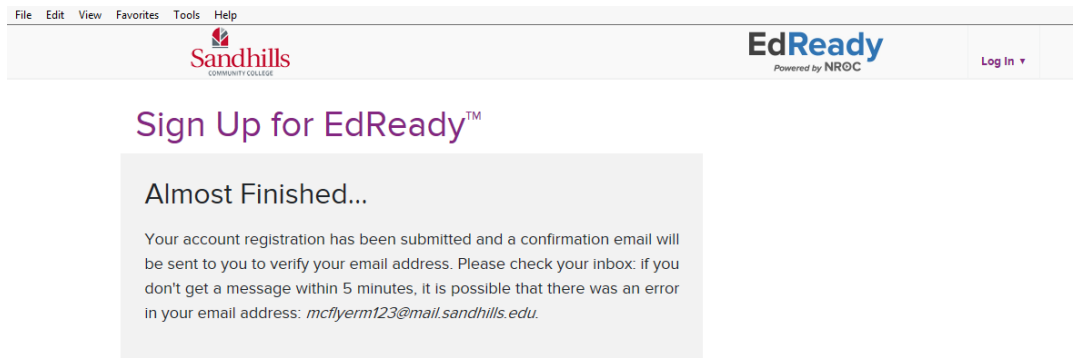 File Edit View Favorites Tools Help
Sandhills
COMMUNITY COLLEGE
EdReady
Powered by NROC
Log In ▼
Sign Up for EdReady™
Almost Finished...
Your account registration has been submitted and a confirmation email will
be sent to you to verify your email address. Please check your inbox: if you
don't get a message within 5 minutes, it is possible that there was an error
in your email address: mcflyerm123@mail.sandhills.edu.